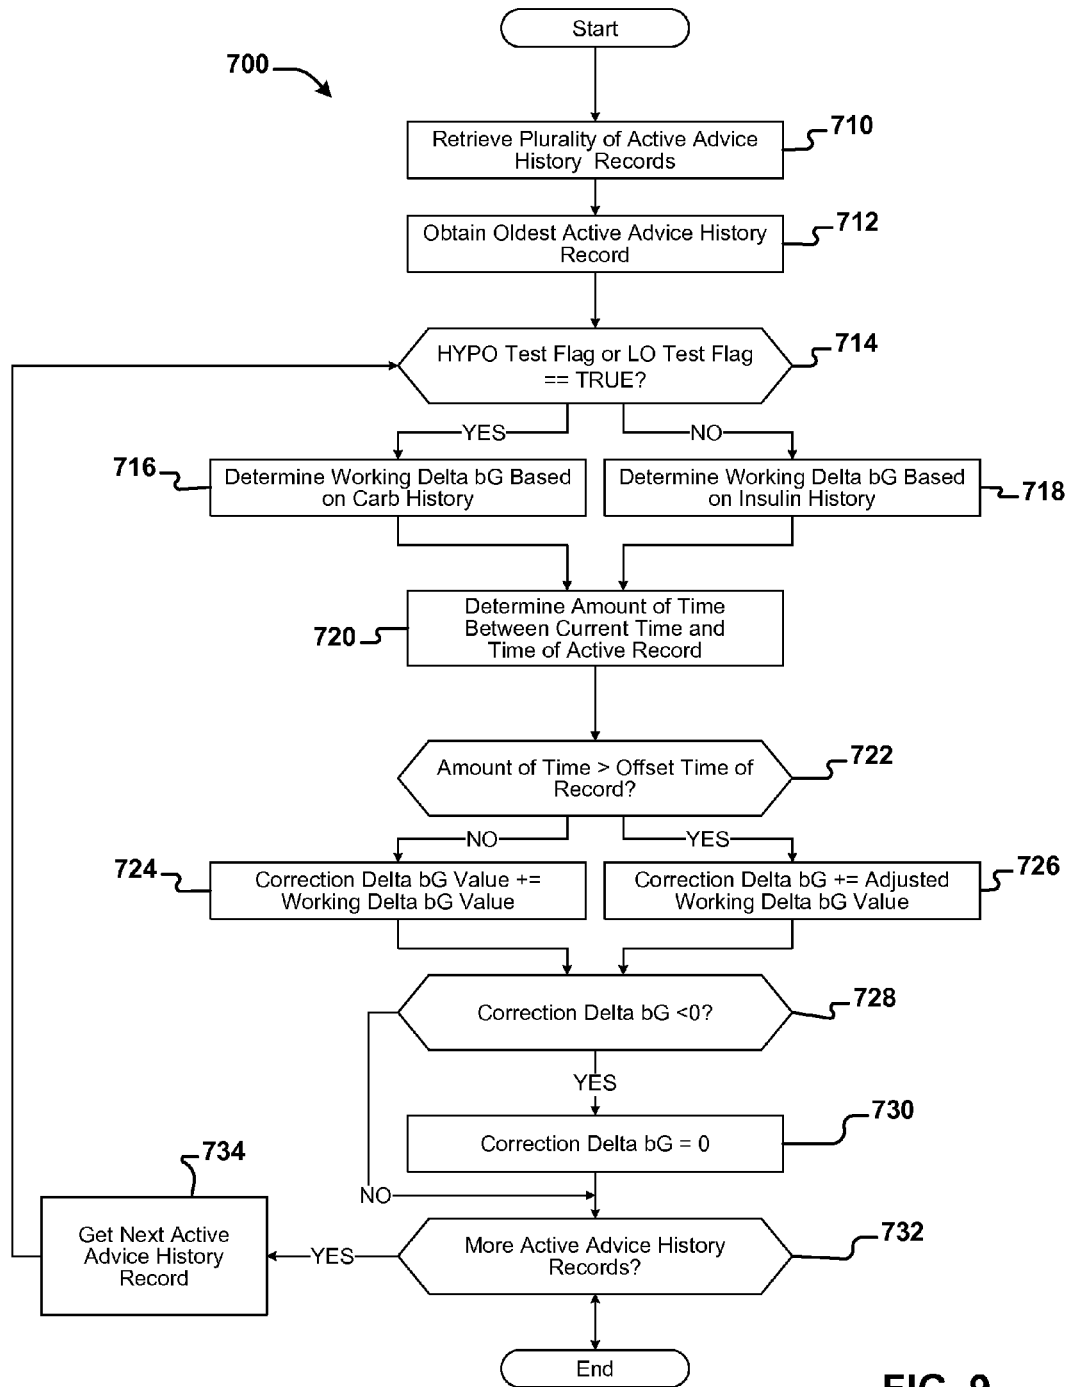 Start
700
Retrieve Plurality of Active Advice
History Records
710
Obtain Oldest Active Advice History
Record
712
HYPO Test Flag or LO Test Flag
== TRUE?
714
YES
NO
716
Determine Working Delta bG Based
on Carb History
Determine Working Delta bG Based
on Insulin History
718
Determine Amount of Time
Between Current Time and
Time of Active Record
720
Amount of Time > Offset Time of
Record?
722
NO
YES
724
Correction Delta bG Value +=
Working Delta bG Value
Correction Delta bG += Adjusted
Working Delta bG Value
726
Correction Delta bG <0?
728
YES
Correction Delta bG = 0
730
NO
734
Get Next Active
Advice History
Record
YES
More Active Advice History
Records?
732
End
FIG. 9